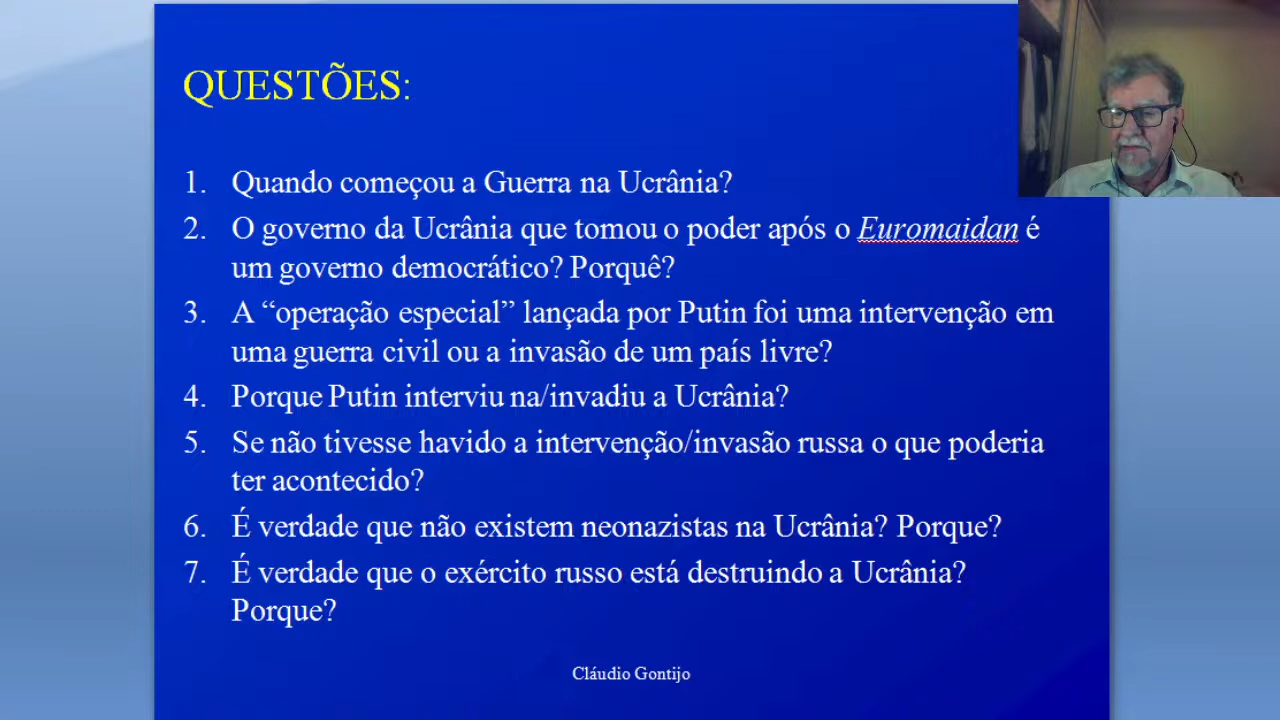 QUESTÕES:
1. Quando começou a Guerra na Ucrânia?
2. O governo da Ucrânia que tomou o poder após o Euromaidan é
um governo democrático? Porquê?
3. A “operação especial” lançada por Putin foi uma intervenção em
uma guerra civil ou a invasão de um país livre?
4. Porque Putin interviu na/invadiu a Ucrânia?
5. Se não tivesse havido a intervenção/invasão russa o que poderia
ter acontecido?
6. É verdade que não existem neonazistas na Ucrânia? Porque?
7. É verdade que o exército russo está destruindo a Ucrânia?
Porque?
Cláudio Gontijo